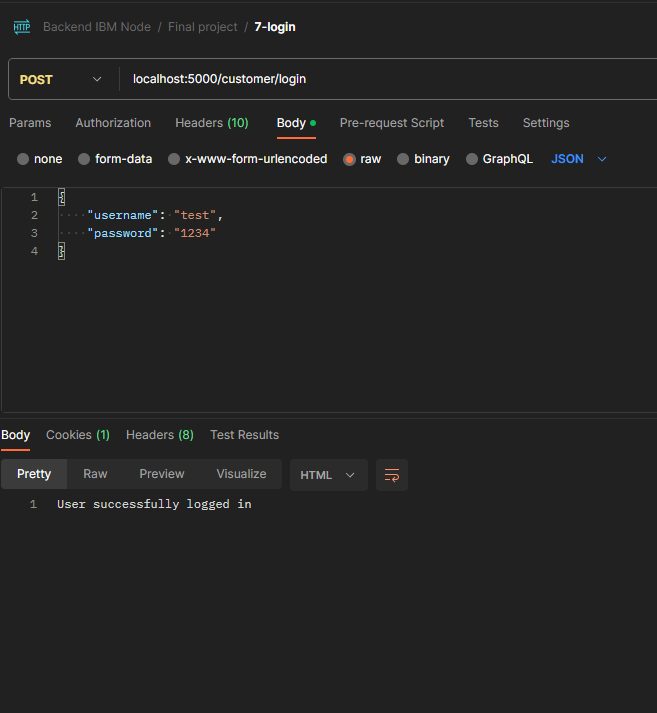 HTTP Backend IBM Node / Final project / 7-login
POST localhost:5000/customer/login
Params Authorization Headers (10) Body Pre-request Script Tests Settings
none form-data x-www-form-urlencoded raw binary GraphQL JSON
1 {
2 ····"username":·"test",
3 ····"password":·"1234"
4 }
Body Cookies (1) Headers (8) Test Results
Pretty Raw Preview Visualize HTML
1 User successfully logged in